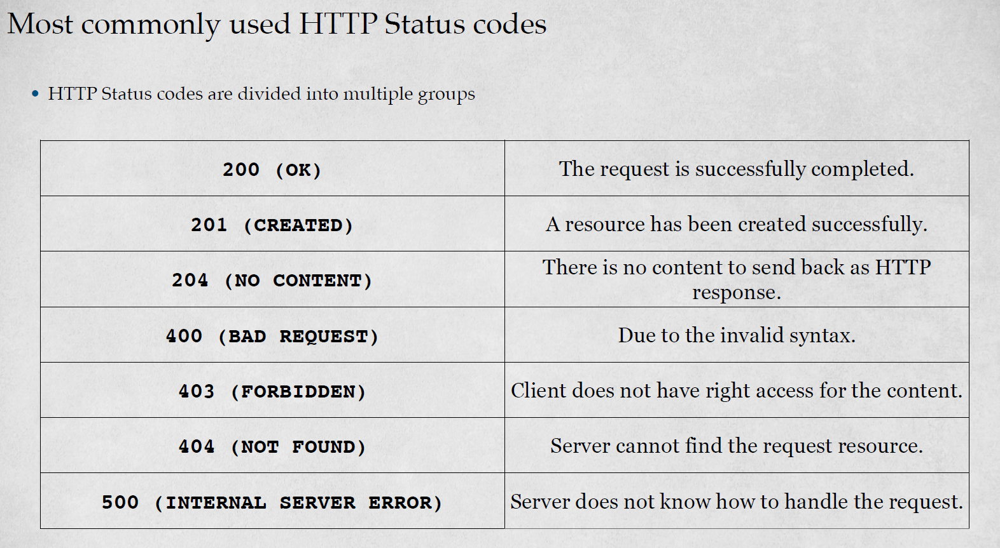 Most commonly used HTTP Status codes
• HTTP Status codes are divided into multiple groups
200 (OK)
The request is successfully completed.
201 (CREATED)
A resource has been created successfully.
204 (NO CONTENT)
There is no content to send back as HTTP
response.
400 (BAD REQUEST)
Due to the invalid syntax.
403 (FORBIDDEN)
Client does not have right access for the content.
404 (NOT FOUND)
Server cannot find the request resource.
500 (INTERNAL SERVER ERROR)
Server does not know how to handle the request.